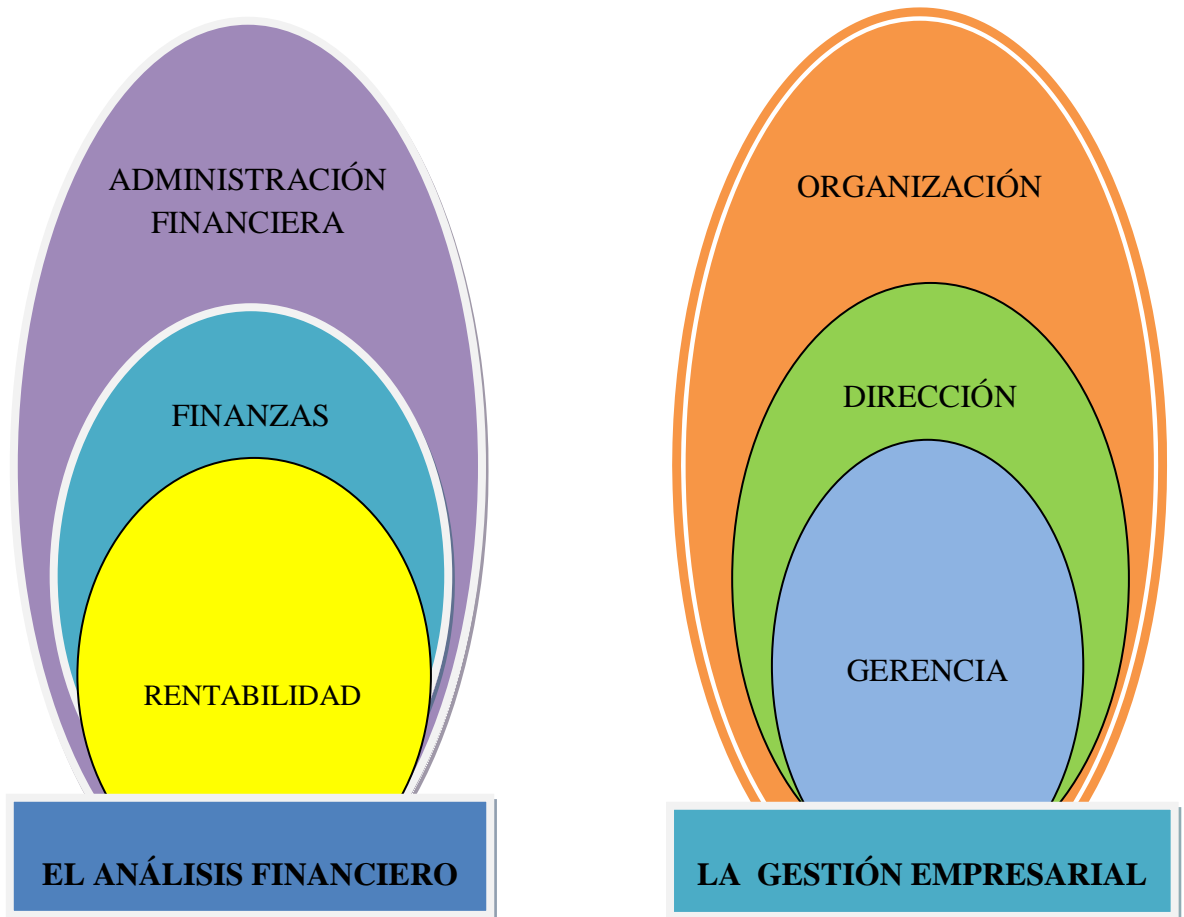 ADMINISTRACIÓN
FINANCIERA
FINANZAS
RENTABILIDAD
EL ANÁLISIS FINANCIERO
ORGANIZACIÓN
DIRECCIÓN
GERENCIA
LA GESTIÓN EMPRESARIAL